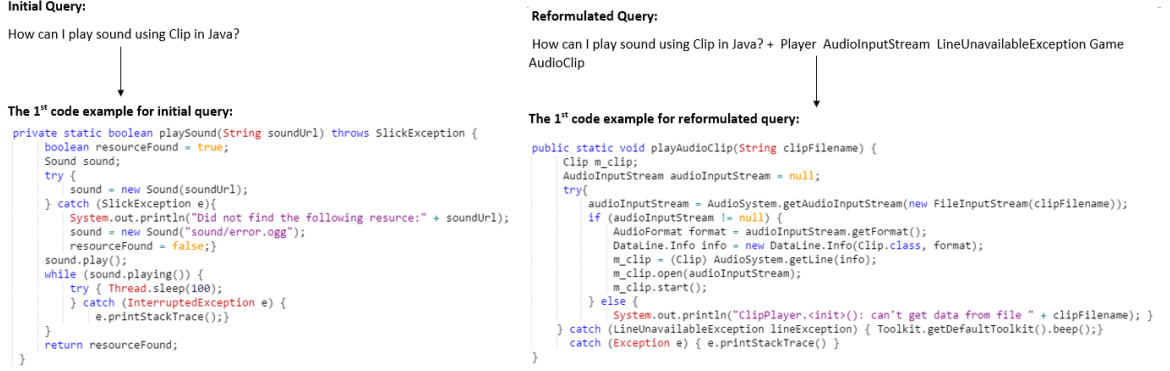 Initial Query:
How can I play sound using Clip in Java?
The 1st code example for initial query:
private static boolean playSound(String soundUrl) throws SlickException {
boolean resourceFound = true;
Sound sound;
try {
sound = new Sound(soundUrl);
} catch (SlickException e){
System.out.println("Did not find the following resurce:" + soundUrl);
sound = new Sound("sound/error.ogg");
resourceFound = false;}
sound.play();
while (sound.playing()) {
try { Thread.sleep(100);
} catch (InterruptedException e) {
e.printStackTrace();}
}
return resourceFound;
}
Reformulated Query:
How can I play sound using Clip in Java? + Player AudioInputStream LineUnavailableException Game
AudioClip
The 1st code example for reformulated query:
public static void playAudioClip(String clipFilename) {
Clip m_clip;
AudioInputStream audioInputStream = null;
try{
audioInputStream = AudioSystem.getAudioInputStream(new FileInputStream(clipFilename));
if (audioInputStream != null) {
AudioFormat format = audioInputStream.getFormat();
DataLine.Info info = new DataLine.Info(Clip.class, format);
m_clip = (Clip) AudioSystem.getLine(info);
m_clip.open(audioInputStream);
m_clip.start();
} else {
System.out.println("ClipPlayer.<init>(): can't get data from file " + clipFilename); }
} catch (LineUnavailableException lineException) { Toolkit.getDefaultToolkit().beep();}
catch (Exception e) { e.printStackTrace() }
}